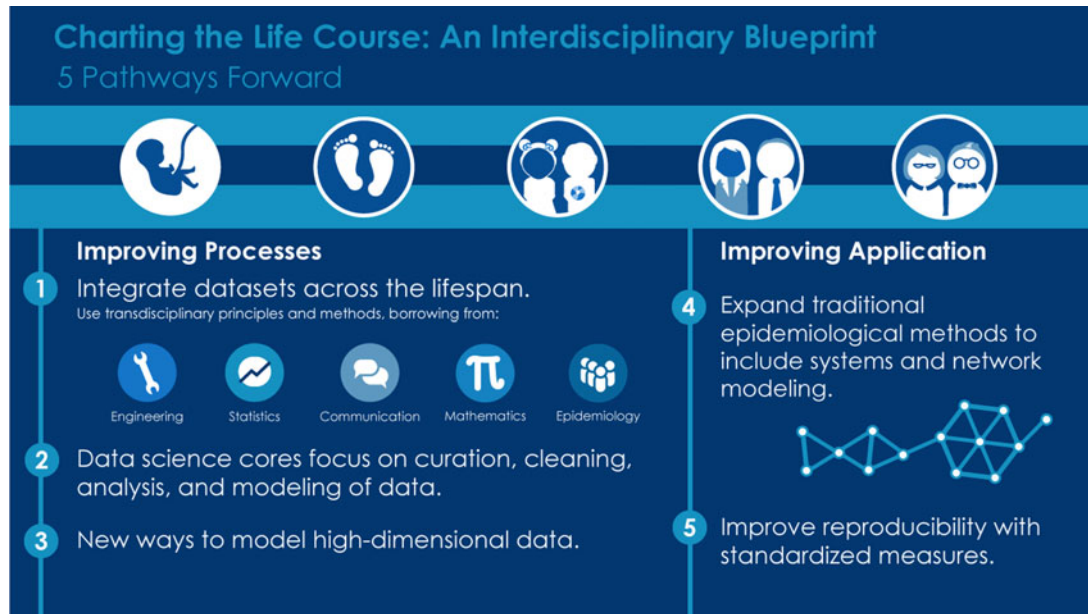 Charting the Life Course: An Interdisciplinary Blueprint
5 Pathways Forward
Improving Processes
1
Integrate datasets across the lifespan.
Use transdisciplinary principles and methods, borrowing from:
Engineering
Statistics
Communication
Mathematics
Epidemiology
2
Data science cores focus on curation, cleaning,
analysis, and modeling of data.
3
New ways to model high-dimensional data.
Improving Application
4
Expand traditional
epidemiological methods to
include systems and network
modeling.
5
Improve reproducibility with
standardized measures.